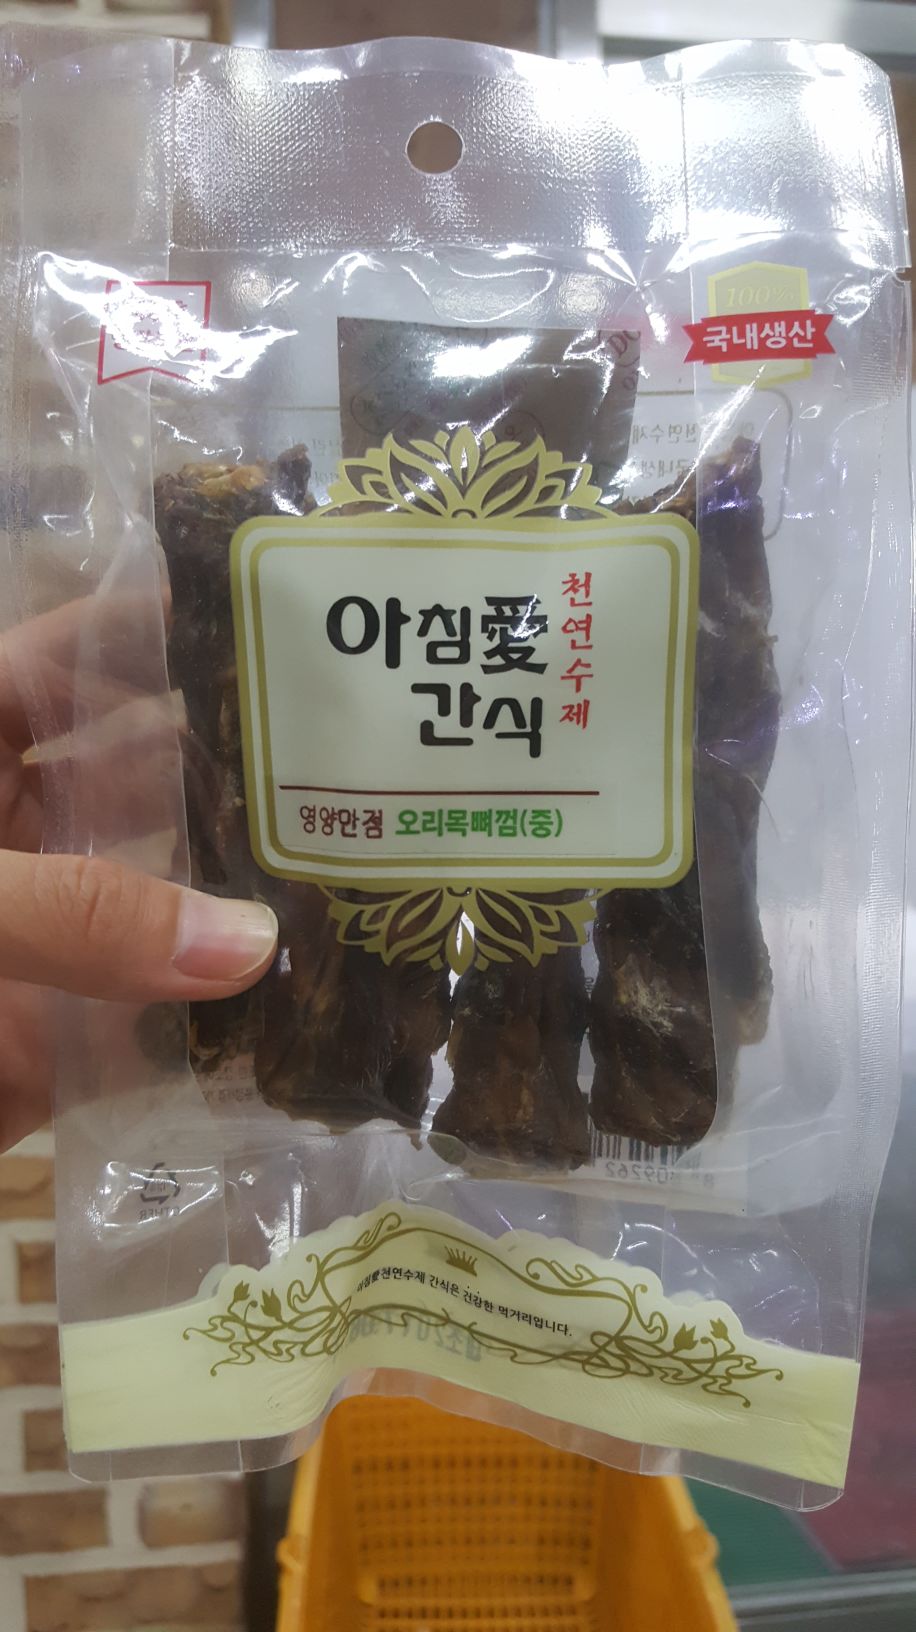 100%
국내생산
아침愛
간식
천연수제
영양만점 오리목뼈껌(중)
아침愛천연수제 간식은 건강한 먹거리입니다.
OTHER